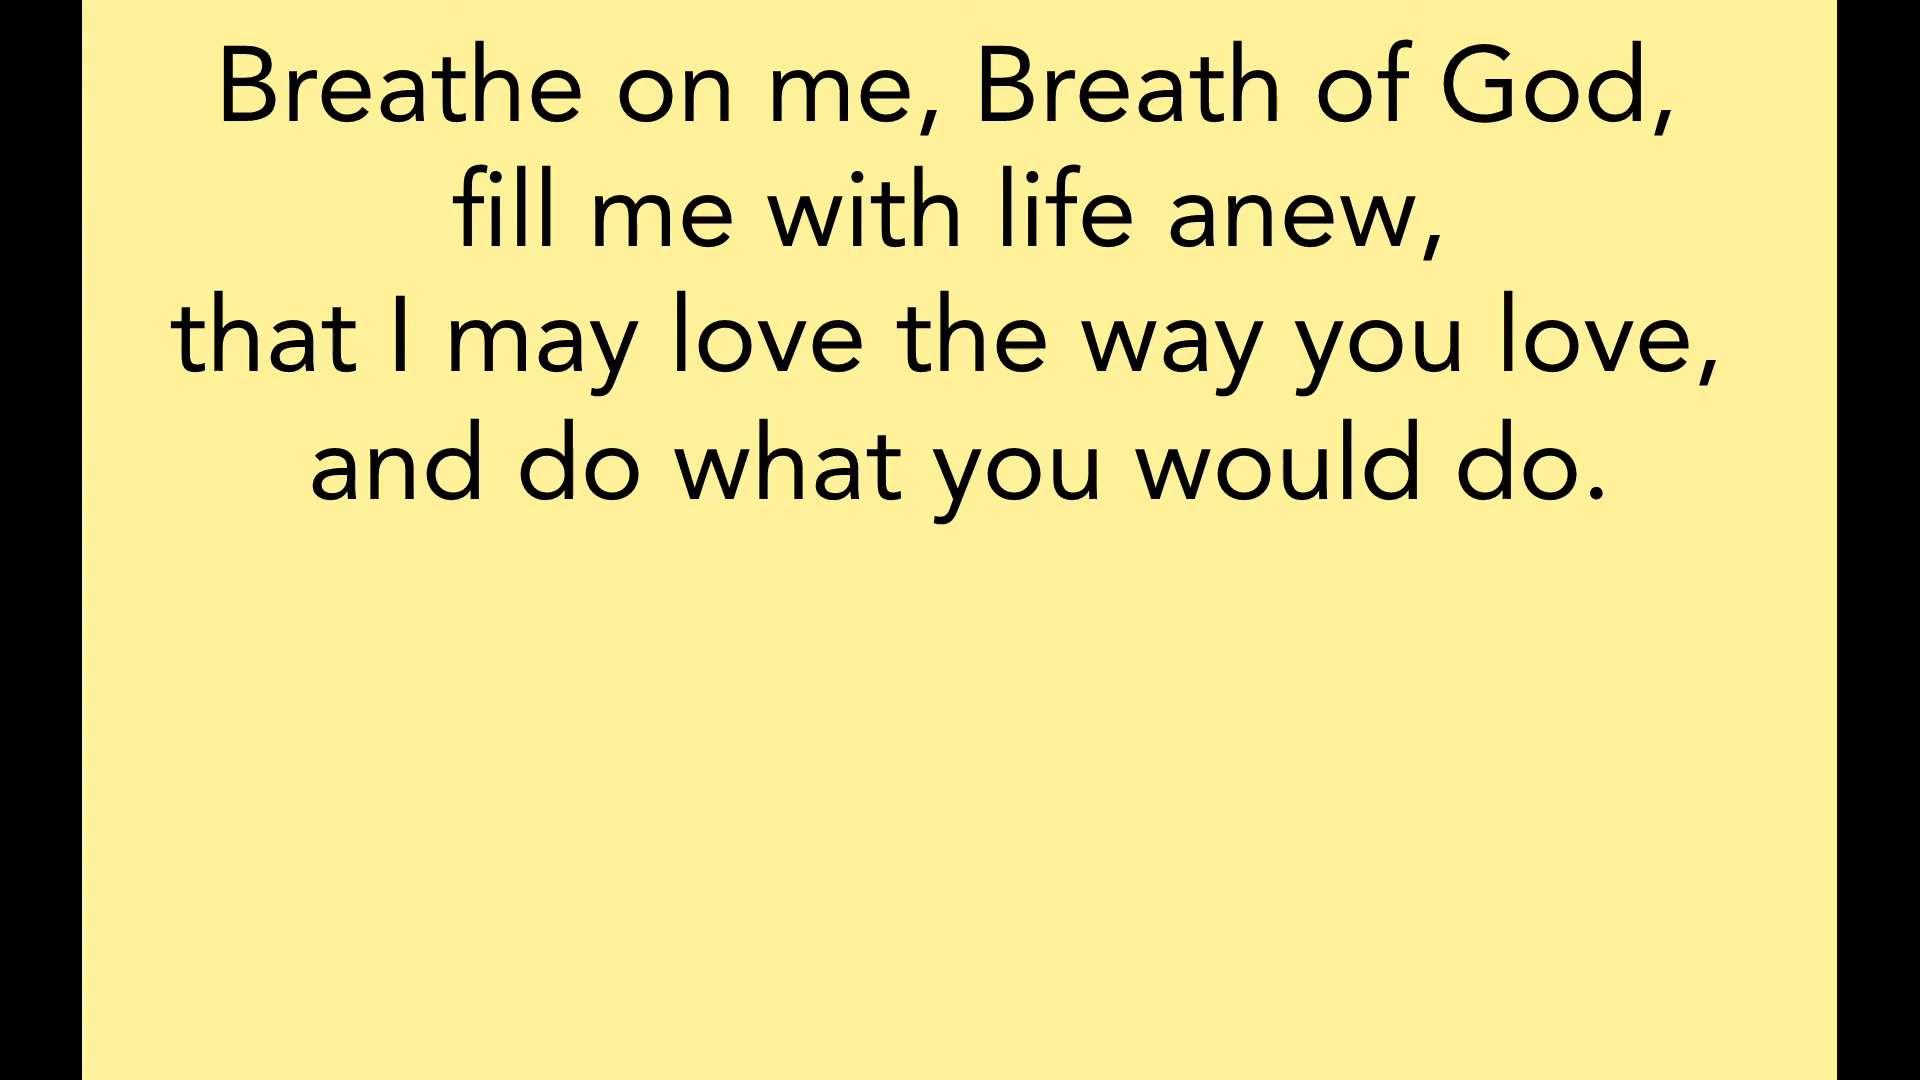 Breathe on me, Breath of God,
fill me with life anew,
that I may love the way you love,
and do what you would do.